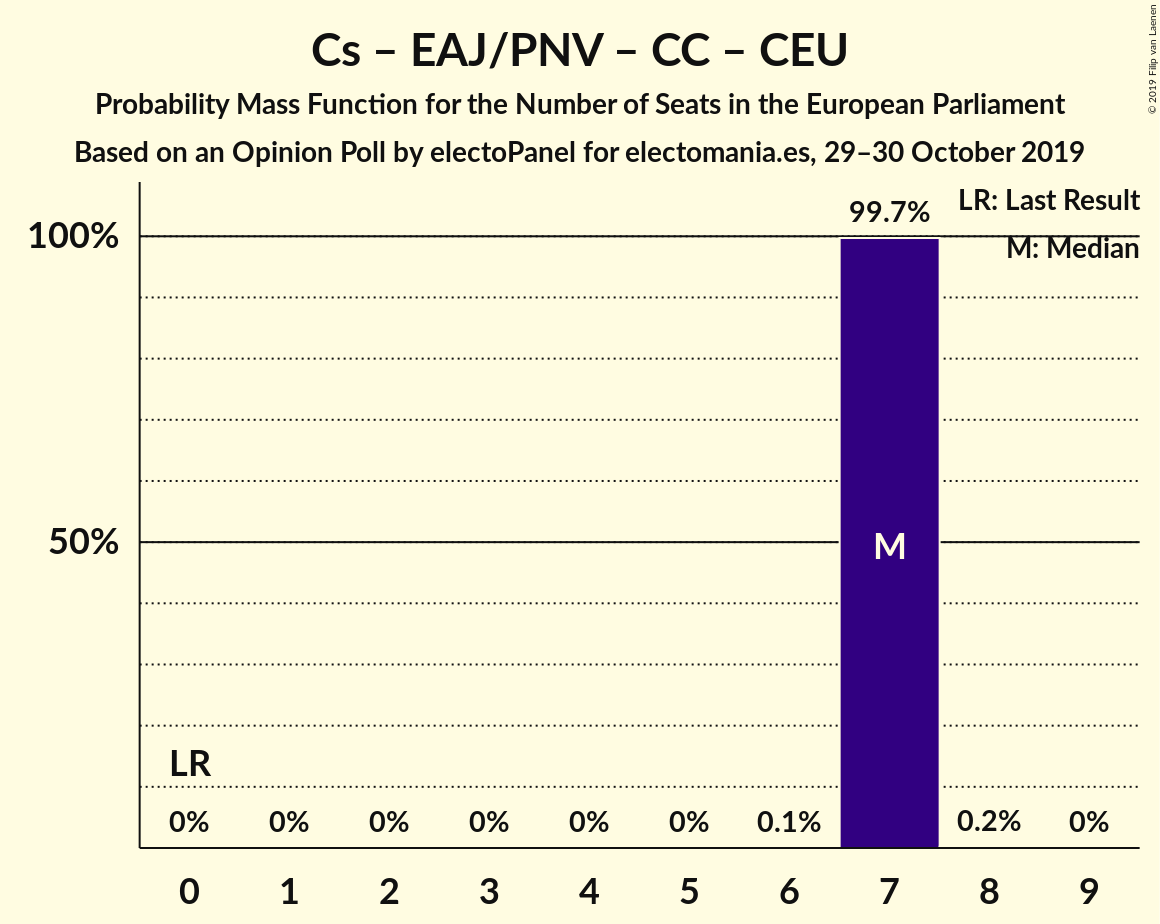 Cs – EAJ/PNV – CC – CEU
Probability Mass Function for the Number of Seats in the European Parliament
Based on an Opinion Poll by electoPanel for electomania.es, 29–30 October 2019
© 2019 Filip van Laenen
LR: Last Result
M: Median
99.7%
100%
50%
M
LR
0% 0% 0% 0% 0% 0% 0.1% 0.2% 0%
0 1 2 3 4 5 6 7 8 9